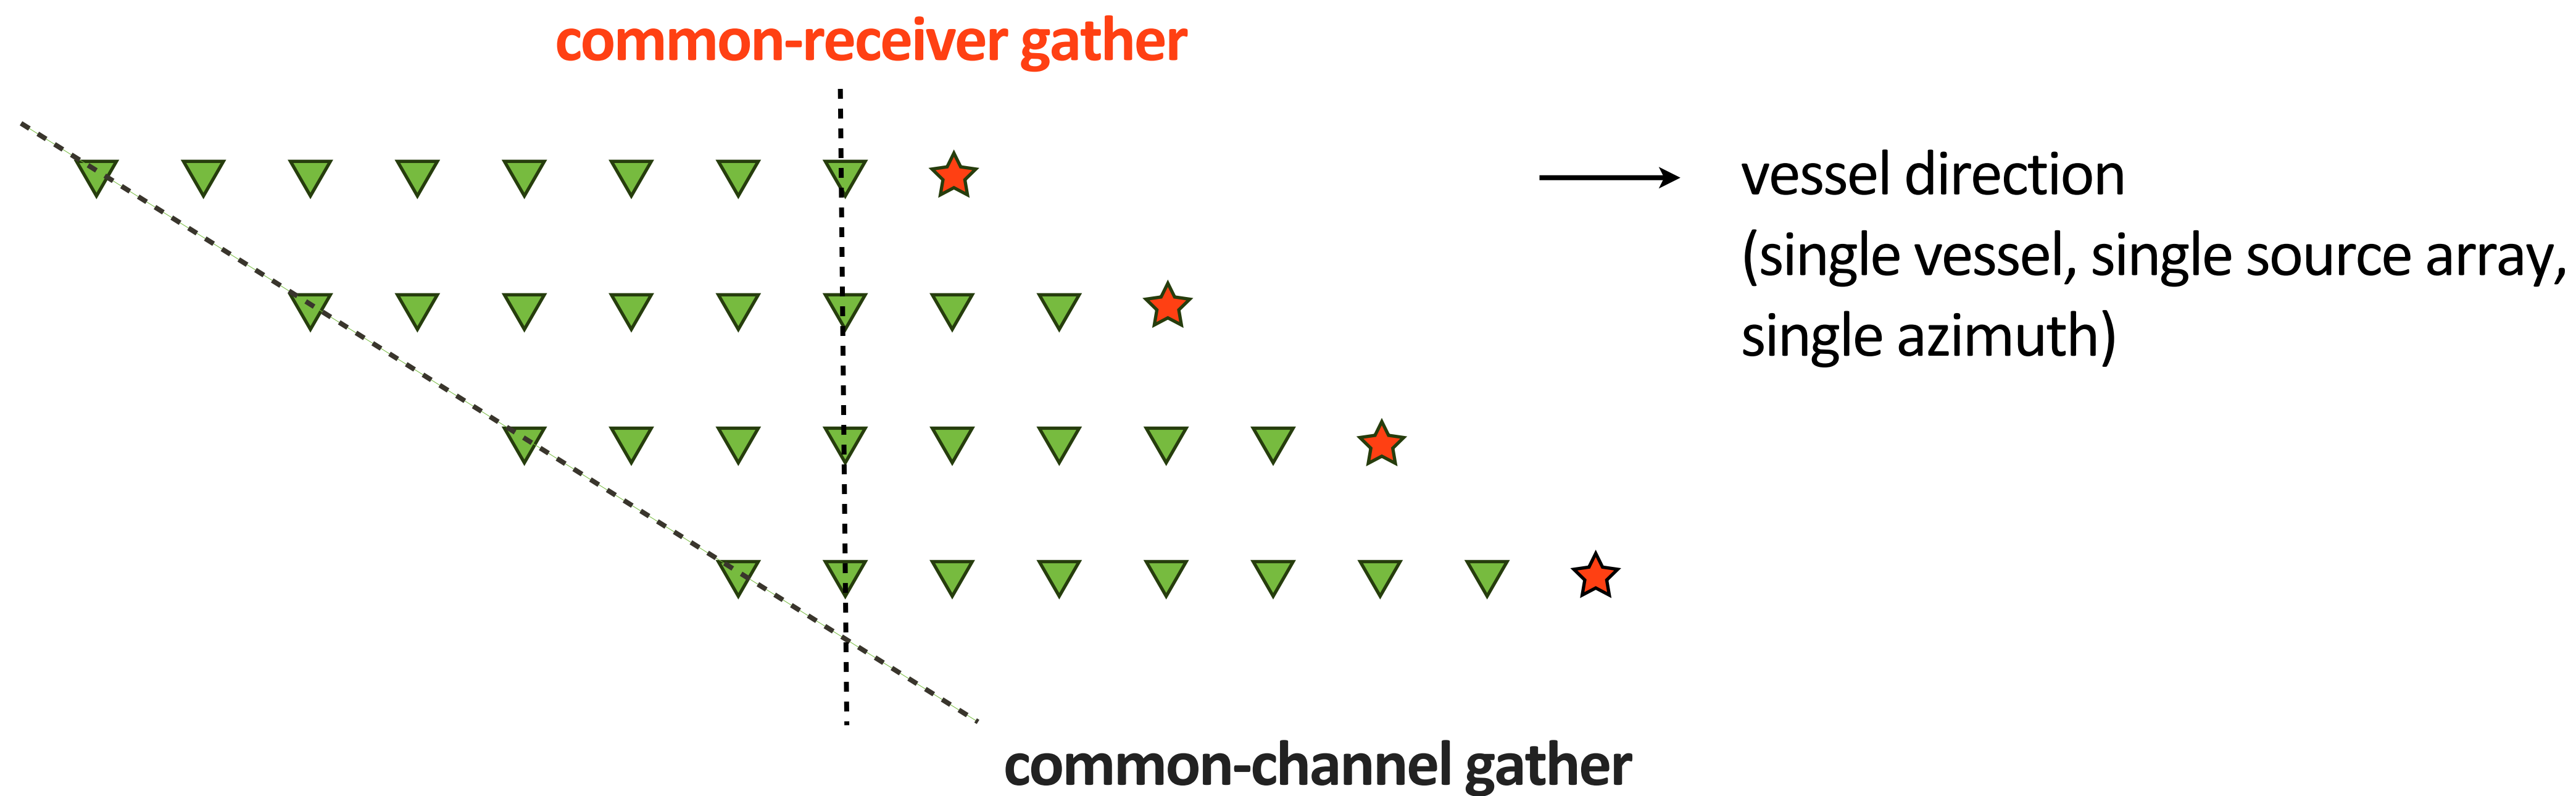 common-receiver gather
vessel direction
(single vessel, single source array,
single azimuth)
common-channel gather